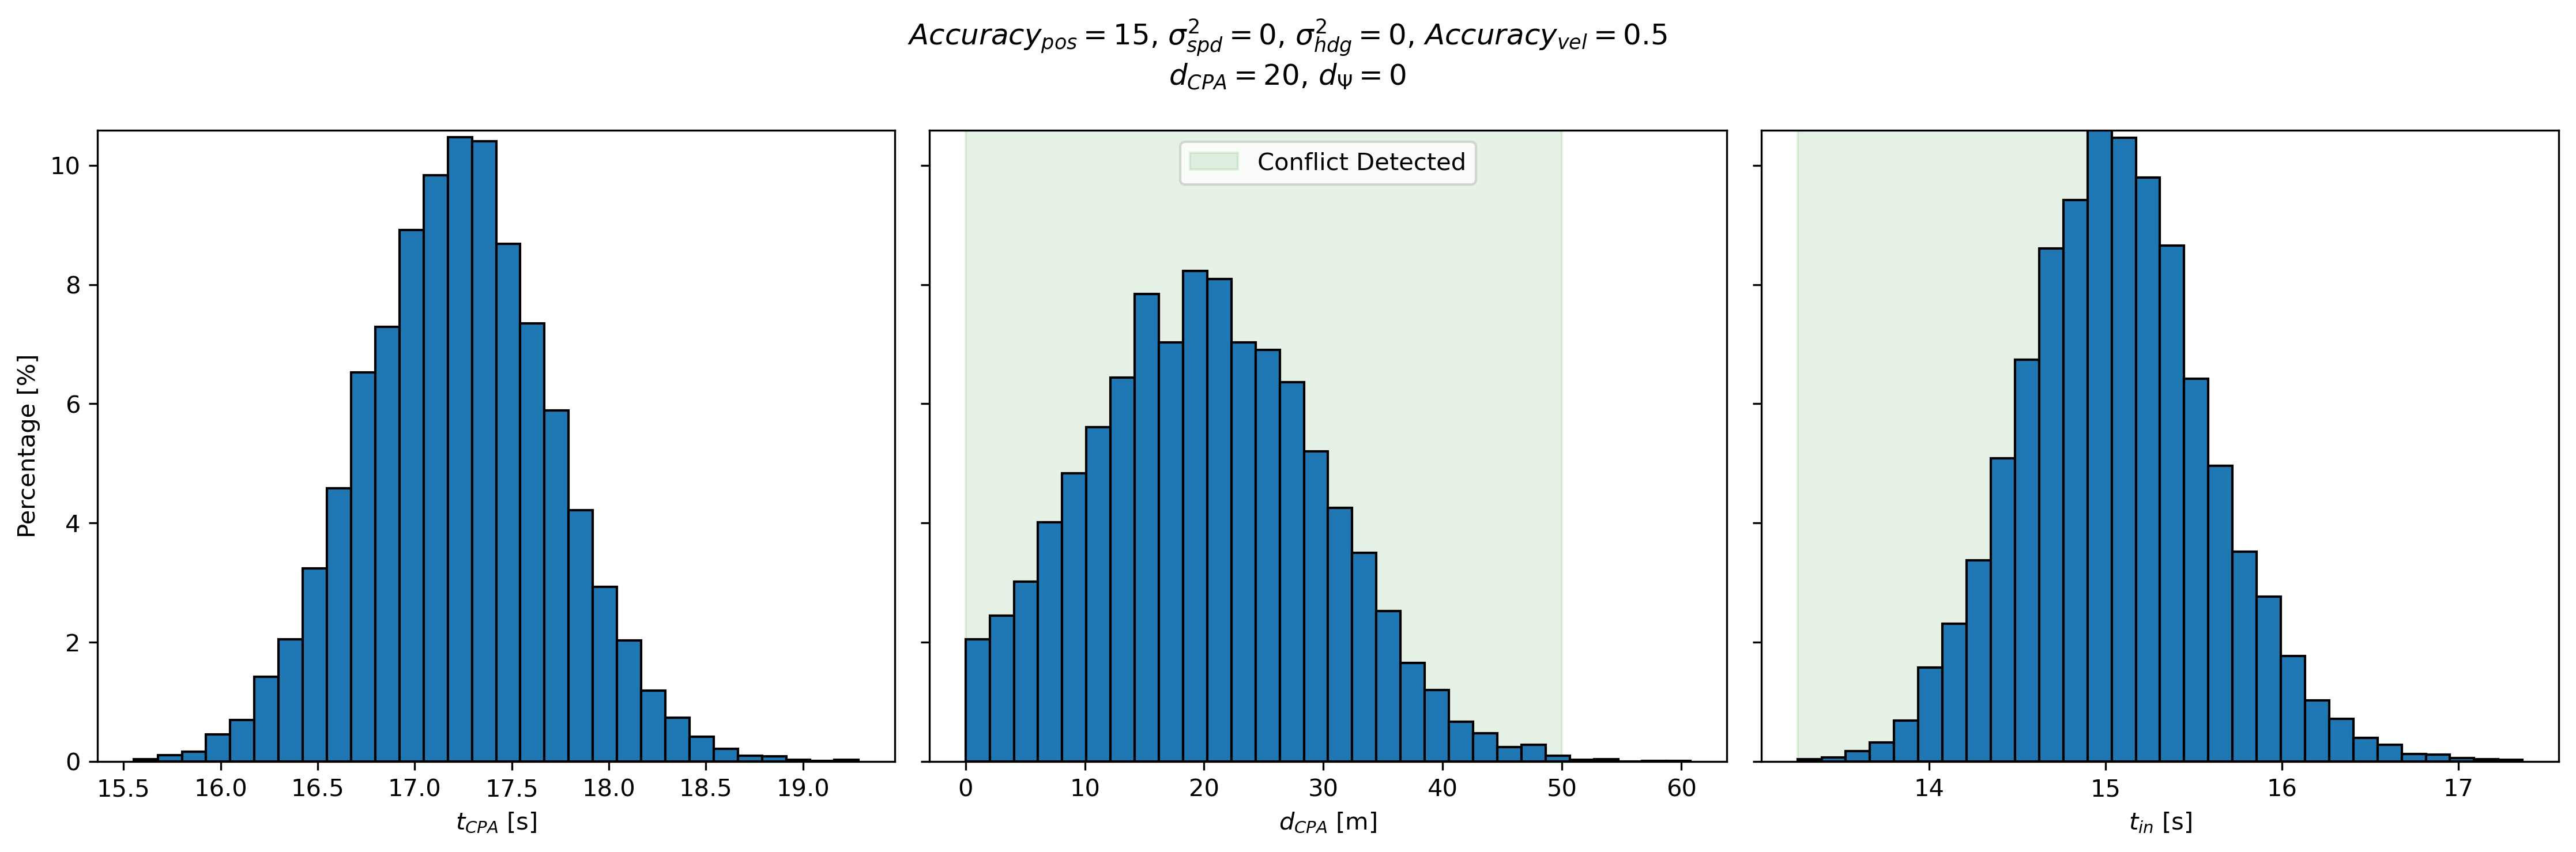 Accuracy_pos = 15, σ²_spd = 0, σ²_hdg = 0, Accuracy_vel = 0.5
d_CPA = 20, d_ψ = 0
Percentage [%]
10
8
6
4
2
0
15.5 16.0 16.5 17.0 17.5 18.0 18.5 19.0
t_CPA [s]
Conflict Detected
0 10 20 30 40 50 60
d_CPA [m]
14 15 16 17
t_in [s]